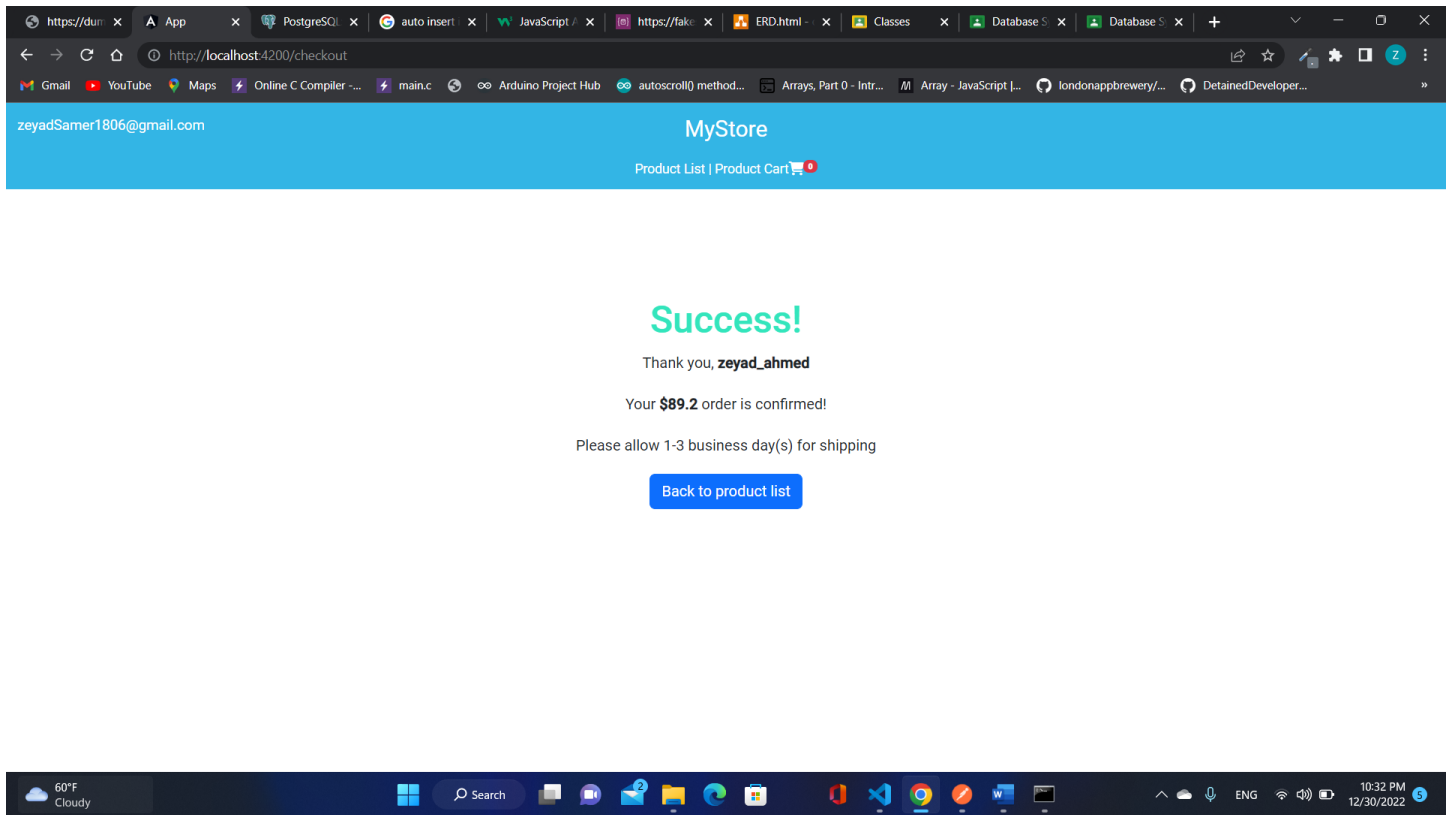 https://dum
App
PostgreSQL
auto insert i
JavaScript A
https://fake
ERD.html -
Classes
Database S
Database S
http://localhost:4200/checkout
Z
Gmail
YouTube
Maps
Online C Compiler -...
main.c
Arduino Project Hub
autoscroll() method...
Arrays, Part 0 - Intr...
Array - JavaScript |...
londonappbrewery/...
DetainedDeveloper...
»
zeyadSamer1806@gmail.com
MyStore
Product List | Product Cart 0
Success!
Thank you, zeyad_ahmed
Your $89.2 order is confirmed!
Please allow 1-3 business day(s) for shipping
Back to product list
60°F
Cloudy
Search
2
ENG
10:32 PM
12/30/2022
5